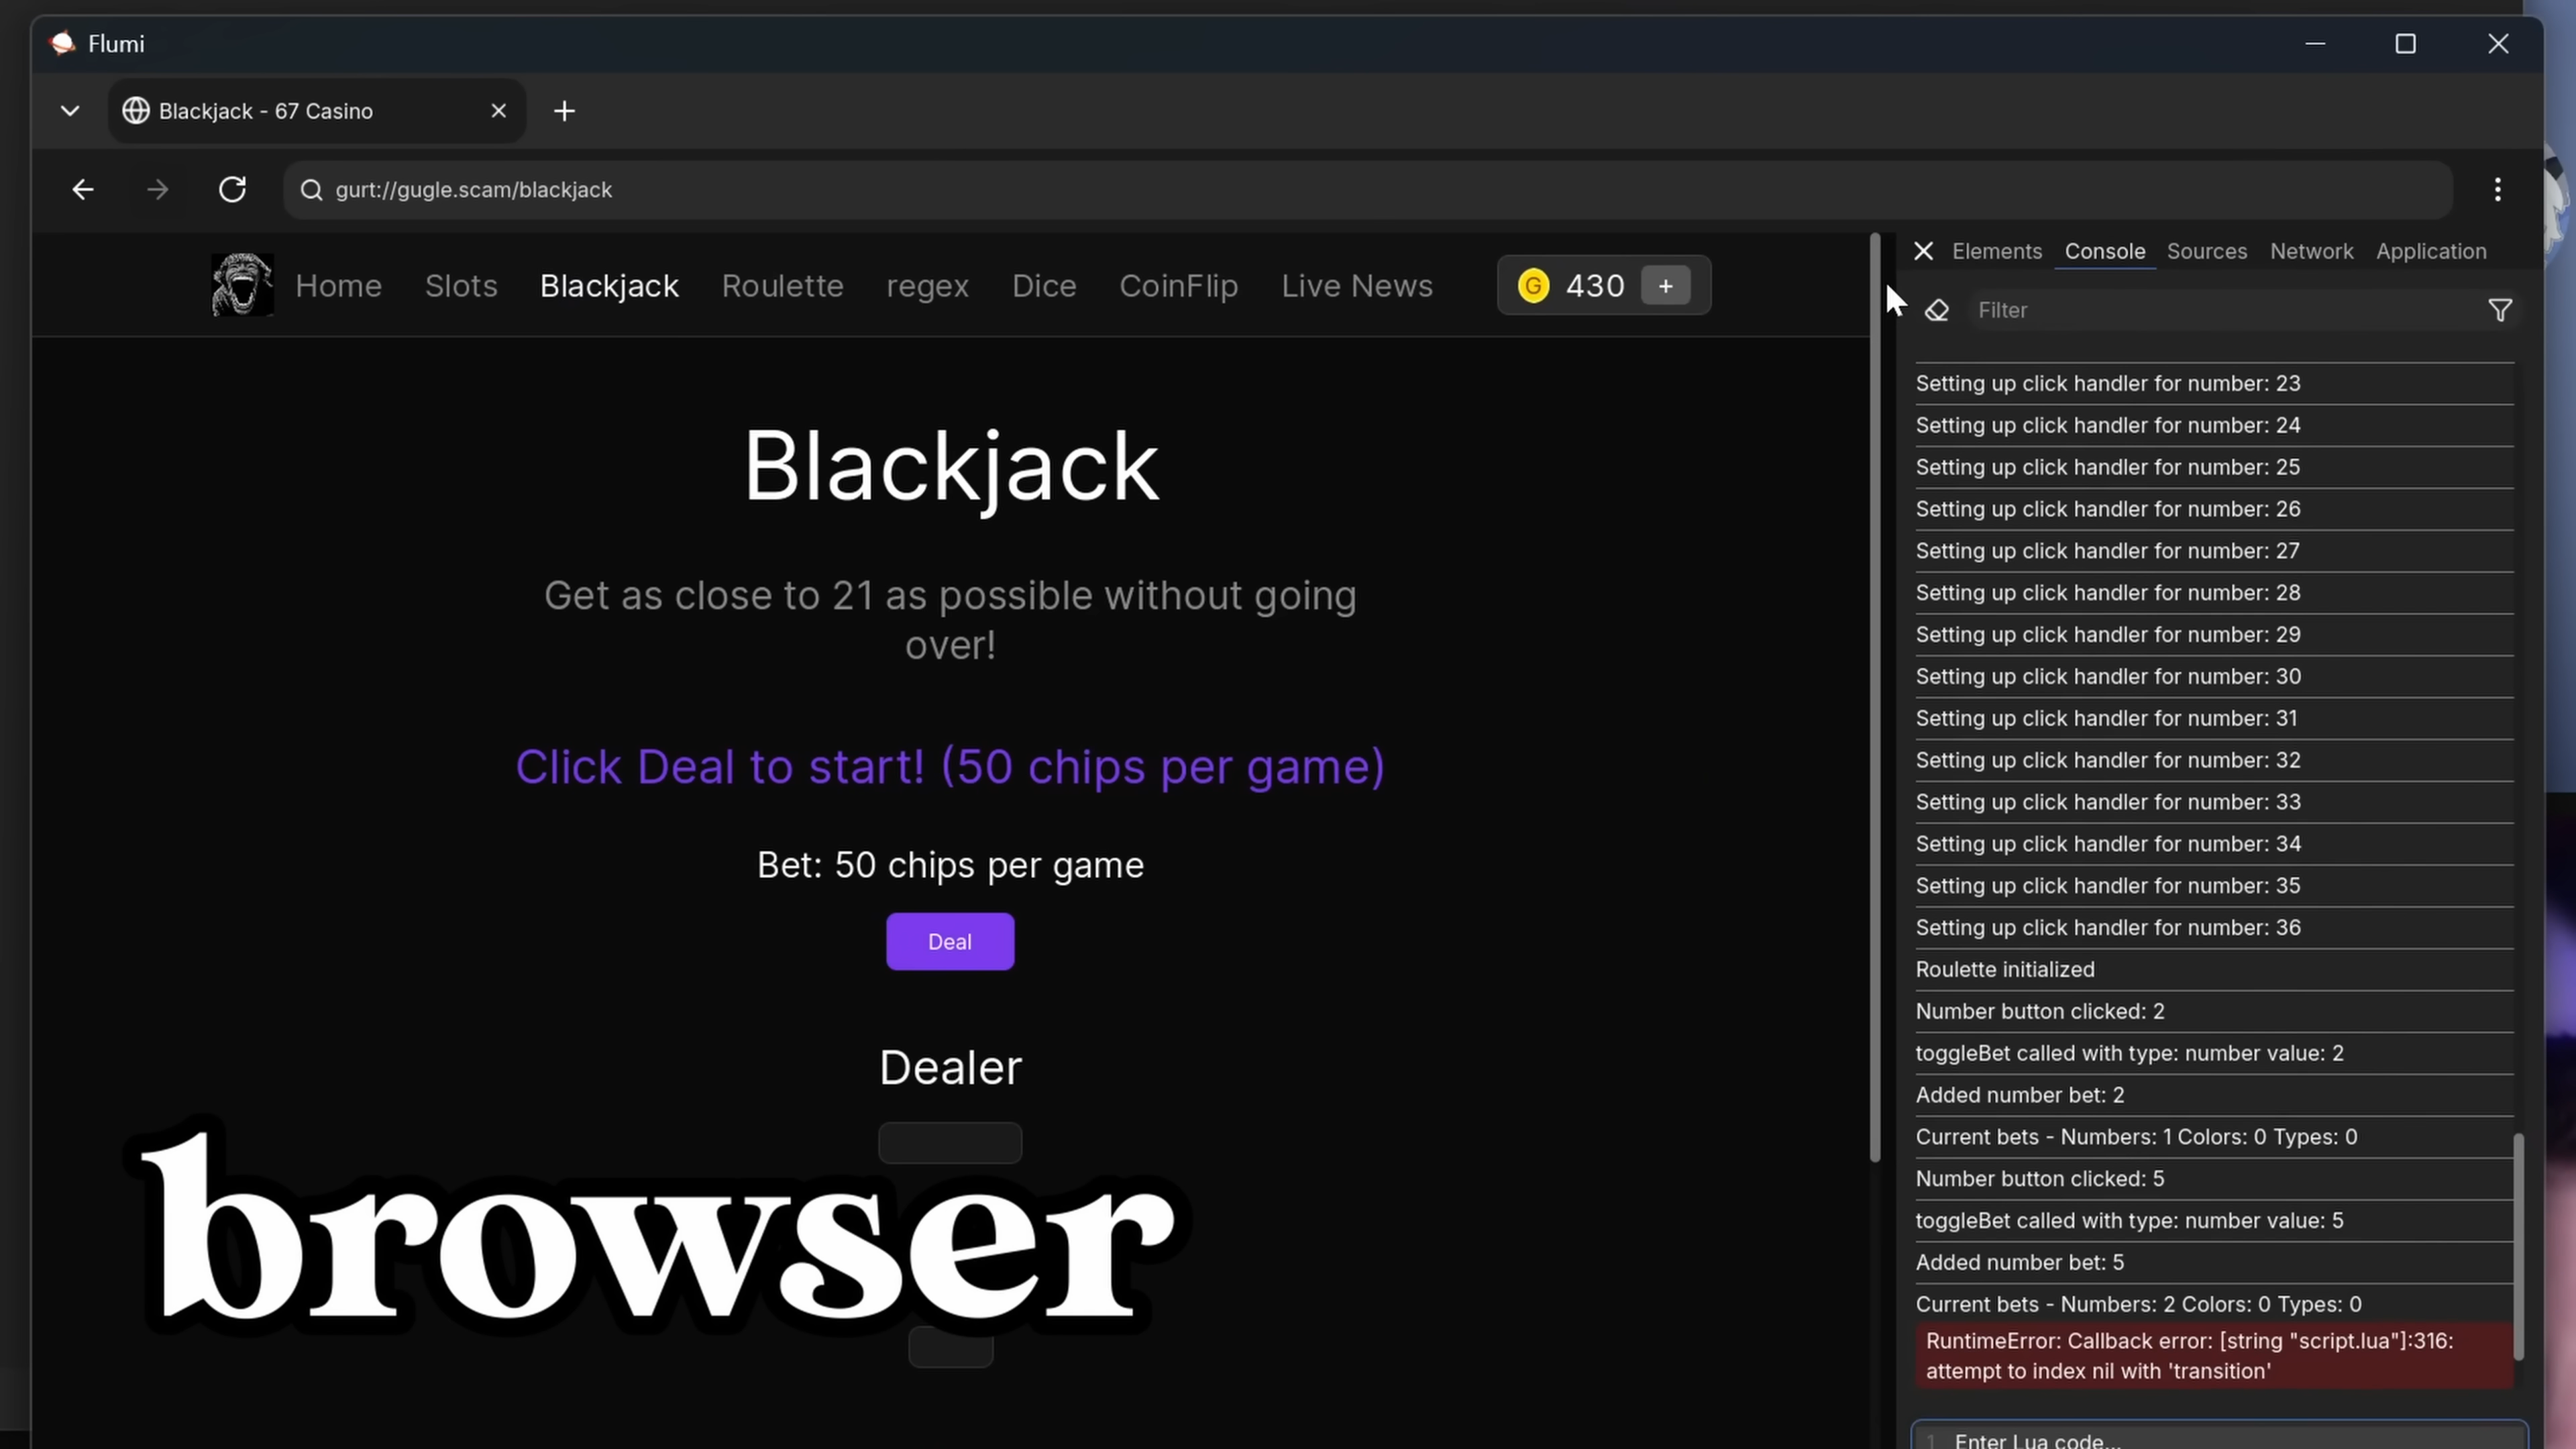 Flumi
Blackjack - 67 Casino
gurt://gugle.scam/blackjack
Home Slots Blackjack Roulette regex Dice CoinFlip Live News G 430 +
Blackjack
Get as close to 21 as possible without going
over!
Click Deal to start! (50 chips per game)
Bet: 50 chips per game
Deal
Dealer
browser
Elements Console Sources Network Application
Filter
Setting up click handler for number: 23
Setting up click handler for number: 24
Setting up click handler for number: 25
Setting up click handler for number: 26
Setting up click handler for number: 27
Setting up click handler for number: 28
Setting up click handler for number: 29
Setting up click handler for number: 30
Setting up click handler for number: 31
Setting up click handler for number: 32
Setting up click handler for number: 33
Setting up click handler for number: 34
Setting up click handler for number: 35
Setting up click handler for number: 36
Roulette initialized
Number button clicked: 2
toggleBet called with type: number value: 2
Added number bet: 2
Current bets - Numbers: 1 Colors: 0 Types: 0
Number button clicked: 5
toggleBet called with type: number value: 5
Added number bet: 5
Current bets - Numbers: 2 Colors: 0 Types: 0
RuntimeError: Callback error: [string "script.lua"]:316:
attempt to index nil with 'transition'
1 Enter Lua code...